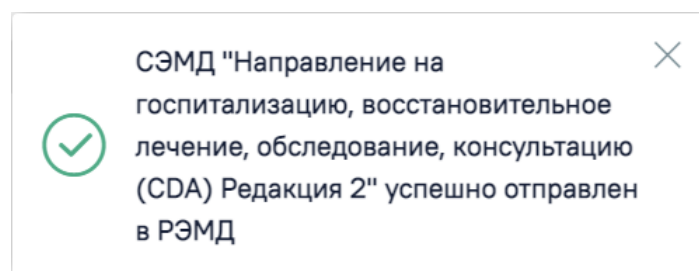 СЭМД "Направление на
госпитализацию, восстановительное
лечение, обследование, консультацию
(CDA) Редакция 2" успешно отправлен
в РЭМД